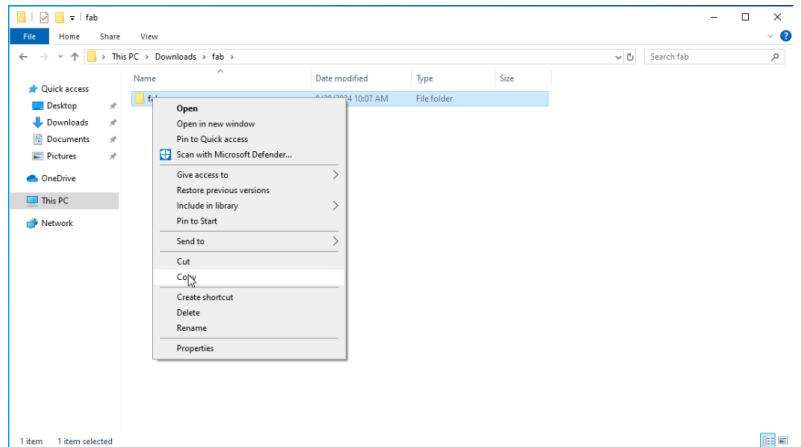 fab
File Home Share View
This PC > Downloads > fab >
Search fab
Name Date modified Type Size
Quick access
Desktop
Downloads
Documents
Pictures
OneDrive
This PC
Network
10:07 AM File folder
Open
Open in new window
Pin to Quick access
Scan with Microsoft Defender...
Give access to
Restore previous versions
Include in library
Pin to Start
Send to
Cut
Copy
Create shortcut
Delete
Rename
Properties
1 item 1 item selected